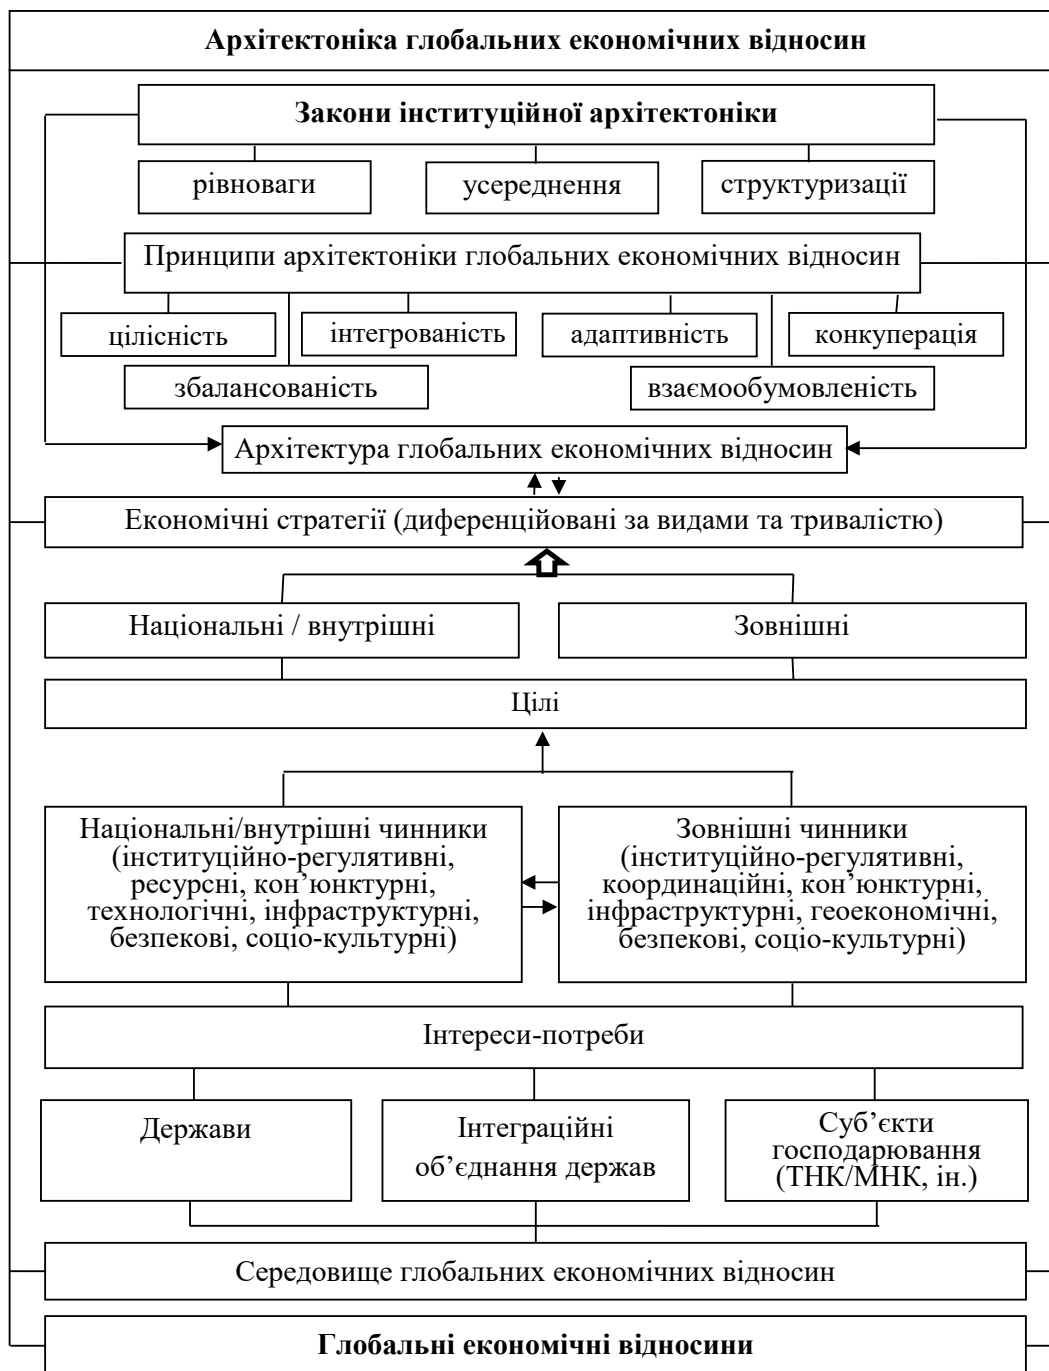 Архітектоніка глобальних економічних відносин
Закони інституційної архітектоніки
рівноваги
усереднення
структуризації
Принципи архітектоніки глобальних економічних відносин
цілісність
інтегрованість
адаптивність
конкуперація
збалансованість
взаємообумовленість
Архітектура глобальних економічних відносин
Економічні стратегії (диференційовані за видами та тривалістю)
Національні / внутрішні
Зовнішні
Цілі
Національні/внутрішні чинники
(інституційно-регулятивні,
ресурсні, кон’юнктурні,
технологічні, інфраструктурні,
безпекові, соціо-культурні)
Зовнішні чинники
(інституційно-регулятивні,
координаційні, кон’юнктурні,
інфраструктурні, геоекономічні,
безпекові, соціо-культурні)
Інтереси-потреби
Держави
Інтеграційні
об’єднання держав
Суб’єкти
господарювання
(ТНК/МНК, ін.)
Середовище глобальних економічних відносин
Глобальні економічні відносини